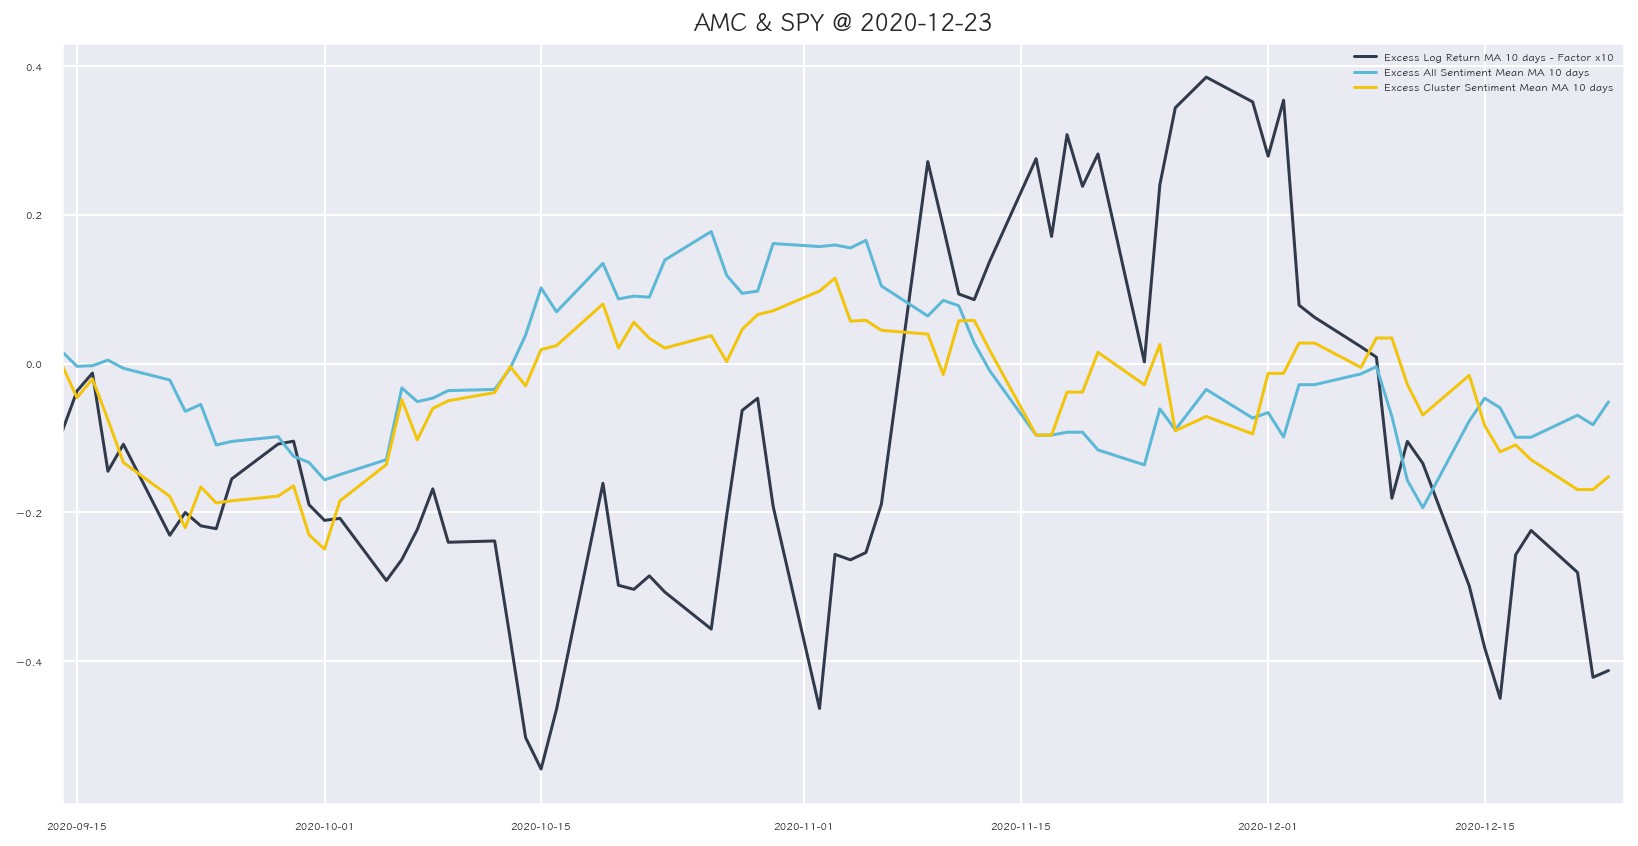 AMC & SPY @ 2020-12-23
Excess Log Return MA 10 days - Factor x10
Excess All Sentiment Mean MA 10 days
Excess Cluster Sentiment Mean MA 10 days
0.4
0.2
0.0
−0.2
−0.4
2020-09-15 2020-10-01 2020-10-15 2020-11-01 2020-11-15 2020-12-01 2020-12-15